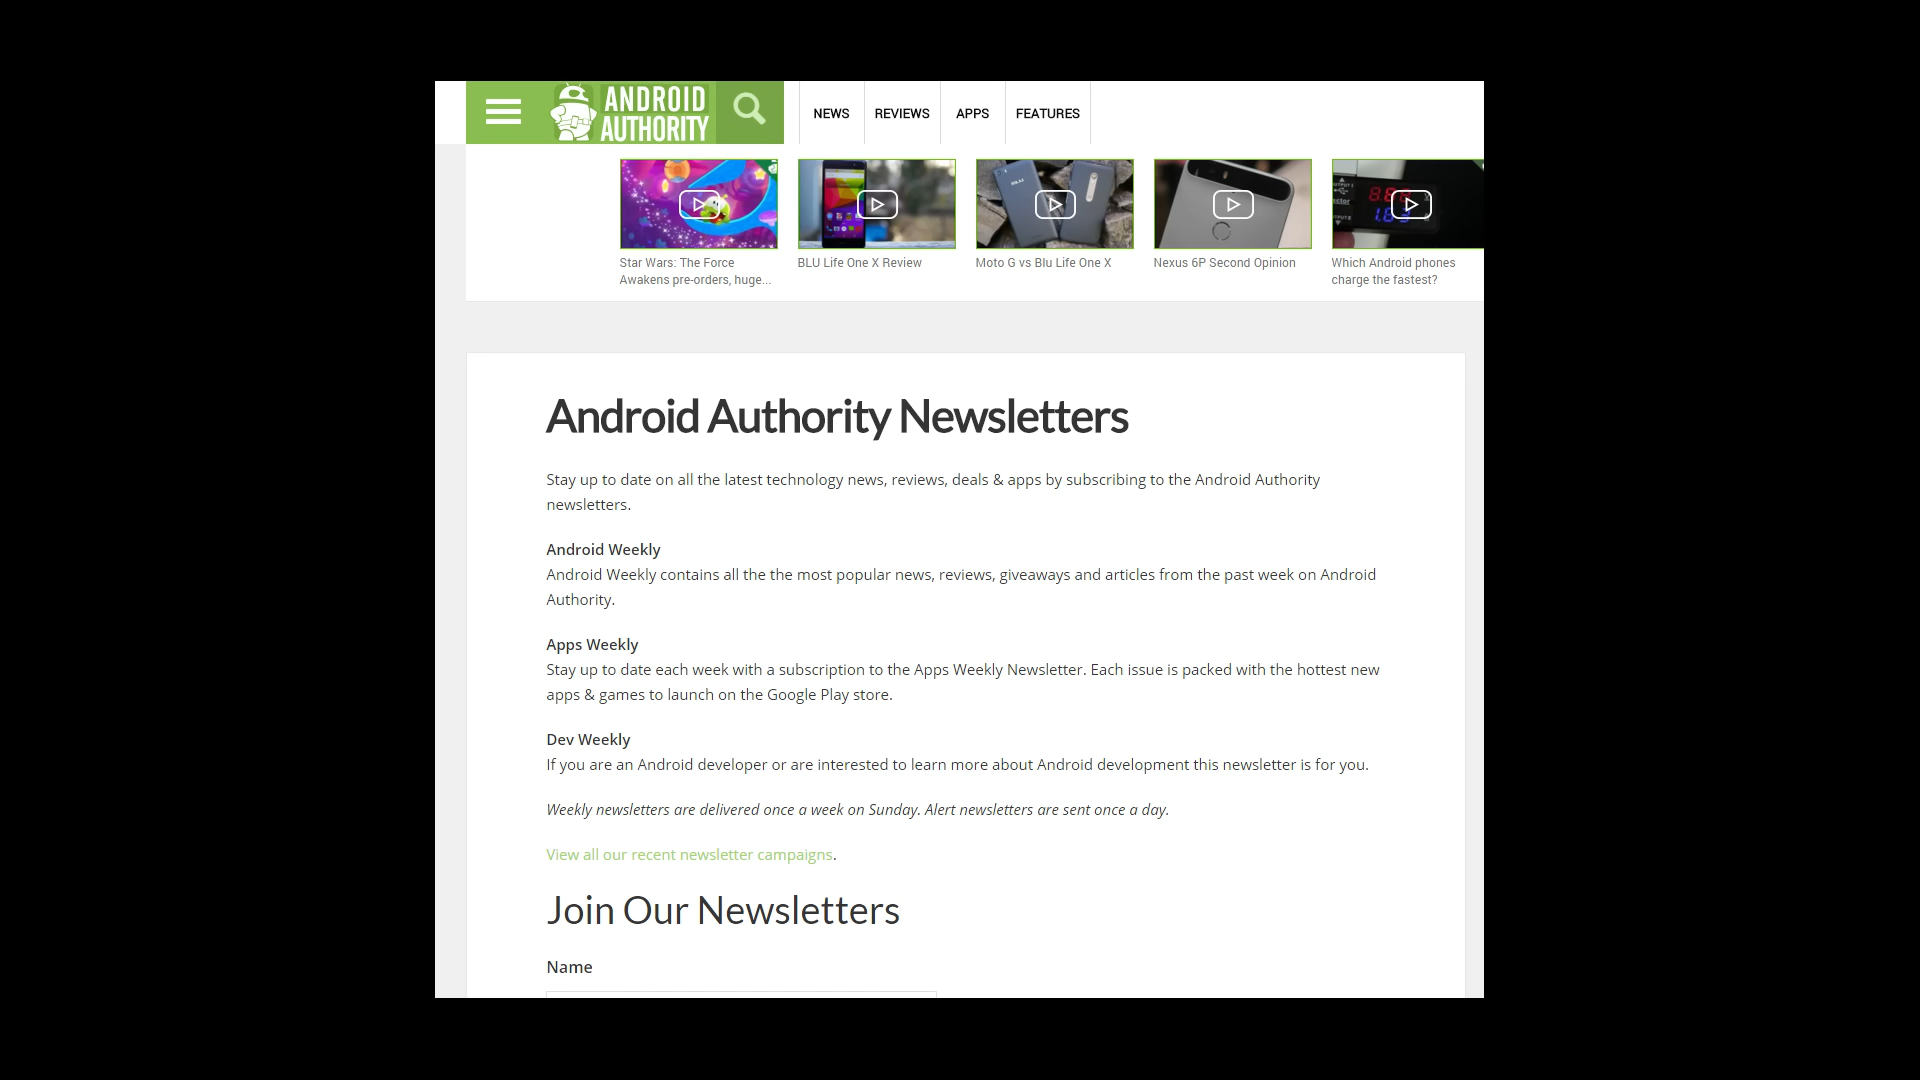 ANDROID
AUTHORITY
NEWS
REVIEWS
APPS
FEATURES
Star Wars: The Force
Awakens pre-orders, huge...
BLU Life One X Review
Moto G vs Blu Life One X
Nexus 6P Second Opinion
Which Android phones
charge the fastest?
Android Authority Newsletters
Stay up to date on all the latest technology news, reviews, deals & apps by subscribing to the Android Authority
newsletters.
Android Weekly
Android Weekly contains all the the most popular news, reviews, giveaways and articles from the past week on Android
Authority.
Apps Weekly
Stay up to date each week with a subscription to the Apps Weekly Newsletter. Each issue is packed with the hottest new
apps & games to launch on the Google Play store.
Dev Weekly
If you are an Android developer or are interested to learn more about Android development this newsletter is for you.
Weekly newsletters are delivered once a week on Sunday. Alert newsletters are sent once a day.
View all our recent newsletter campaigns.
Join Our Newsletters
Name